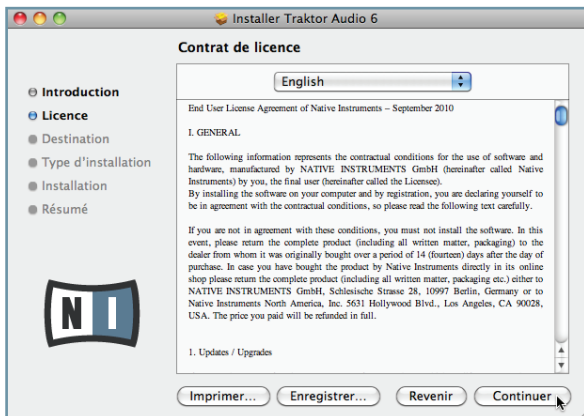 Installer Traktor Audio 6
Contrat de licence
Introduction
Licence
Destination
Type d'installation
Installation
Résumé
NI
English
End User License Agreement of Native Instruments – September 2010
I. GENERAL
The following information represents the contractual conditions for the use of software and
hardware, manufactured by NATIVE INSTRUMENTS GmbH (hereinafter called Native
Instruments) by you, the final user (hereinafter called the Licensee).
By installing the software on your computer and by registration, you are declaring yourself to
be in agreement with the contractual conditions, so please read the following text carefully.
If you are not in agreement with these conditions, you must not install the software. In this
event, please return the complete product (including all written matter, packaging) to the
dealer from whom it was originally bought over a period of 14 (fourteen) days after the day of
purchase. In case you have bought the product by Native Instruments directly in its online
shop please return the complete product (including all written matter, packaging etc.) either to
NATIVE INSTRUMENTS GmbH, Schlesische Strasse 28, 10997 Berlin, Germany or to
Native Instruments North America, Inc. 5631 Hollywood Blvd., Los Angeles, CA 90028,
USA. The price you paid will be refunded in full.
1. Updates / Upgrades
Imprimer... Enregistrer... Revenir Continuer